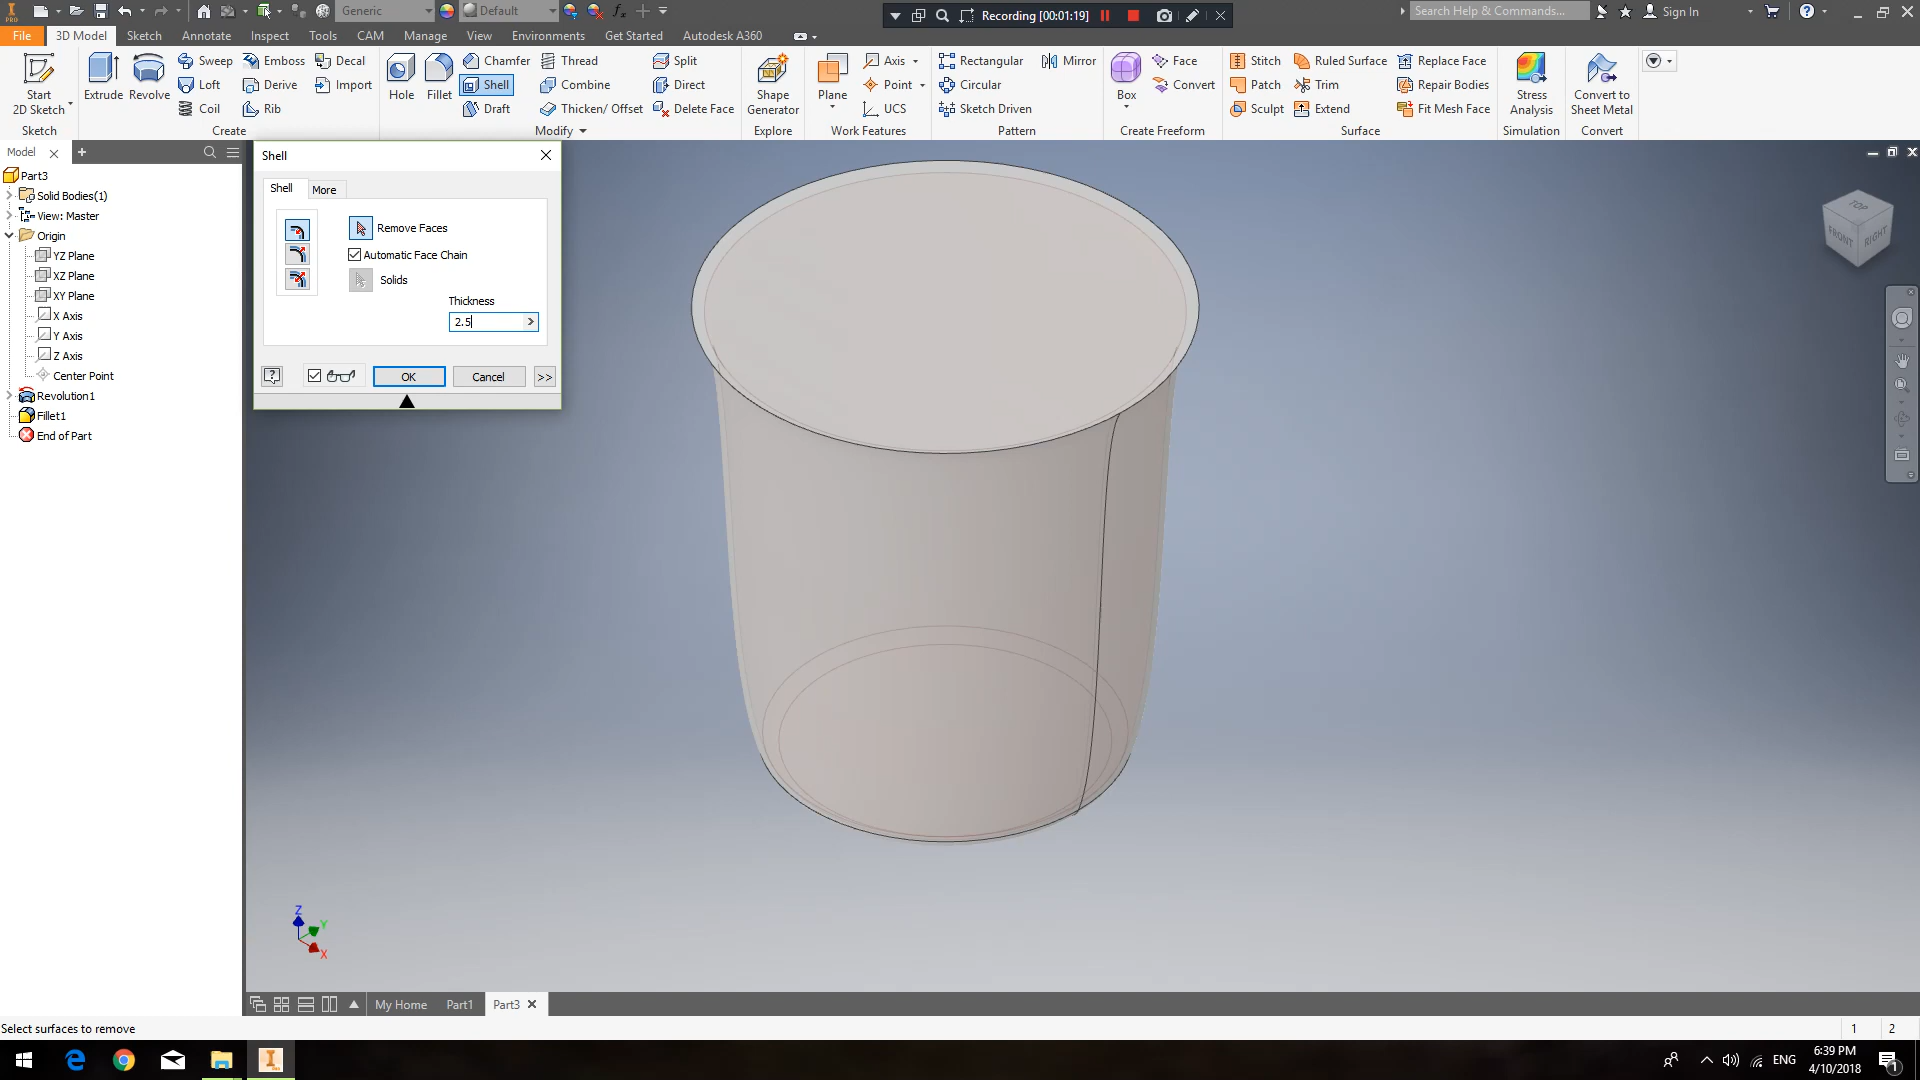 Generic
Default
Recording [00:01:19]
Search Help & Commands...
Sign In
File 3D Model Sketch Annotate Inspect Tools CAM Manage View Environments Get Started Autodesk A360
Start
2D Sketch
Sketch
Extrude Revolve
Sweep Emboss Decal
Loft Derive Import
Coil Rib
Create
Hole Fillet
Chamfer Thread Split
Shell Combine Direct
Draft Thicken/ Offset Delete Face
Modify
Shape
Generator
Explore
Plane
Axis
Point
UCS
Work Features
Rectangular Mirror
Circular
Sketch Driven
Pattern
Box
Face
Convert
Create Freeform
Stitch Ruled Surface Replace Face
Patch Trim Repair Bodies
Sculpt Extend Fit Mesh Face
Surface
Stress
Analysis
Simulation
Convert to
Sheet Metal
Convert
Model
Part3
Solid Bodies(1)
View: Master
Origin
YZ Plane
XZ Plane
XY Plane
X Axis
Y Axis
Z Axis
Center Point
Revolution1
Fillet1
End of Part
Shell
Shell More
Remove Faces
Automatic Face Chain
Solids
Thickness
2.5
OK Cancel >>
TOP
FRONT RIGHT
Z
Y
X
My Home Part1 Part3
Select surfaces to remove
1 2
ENG
6:39 PM
4/10/2018
1